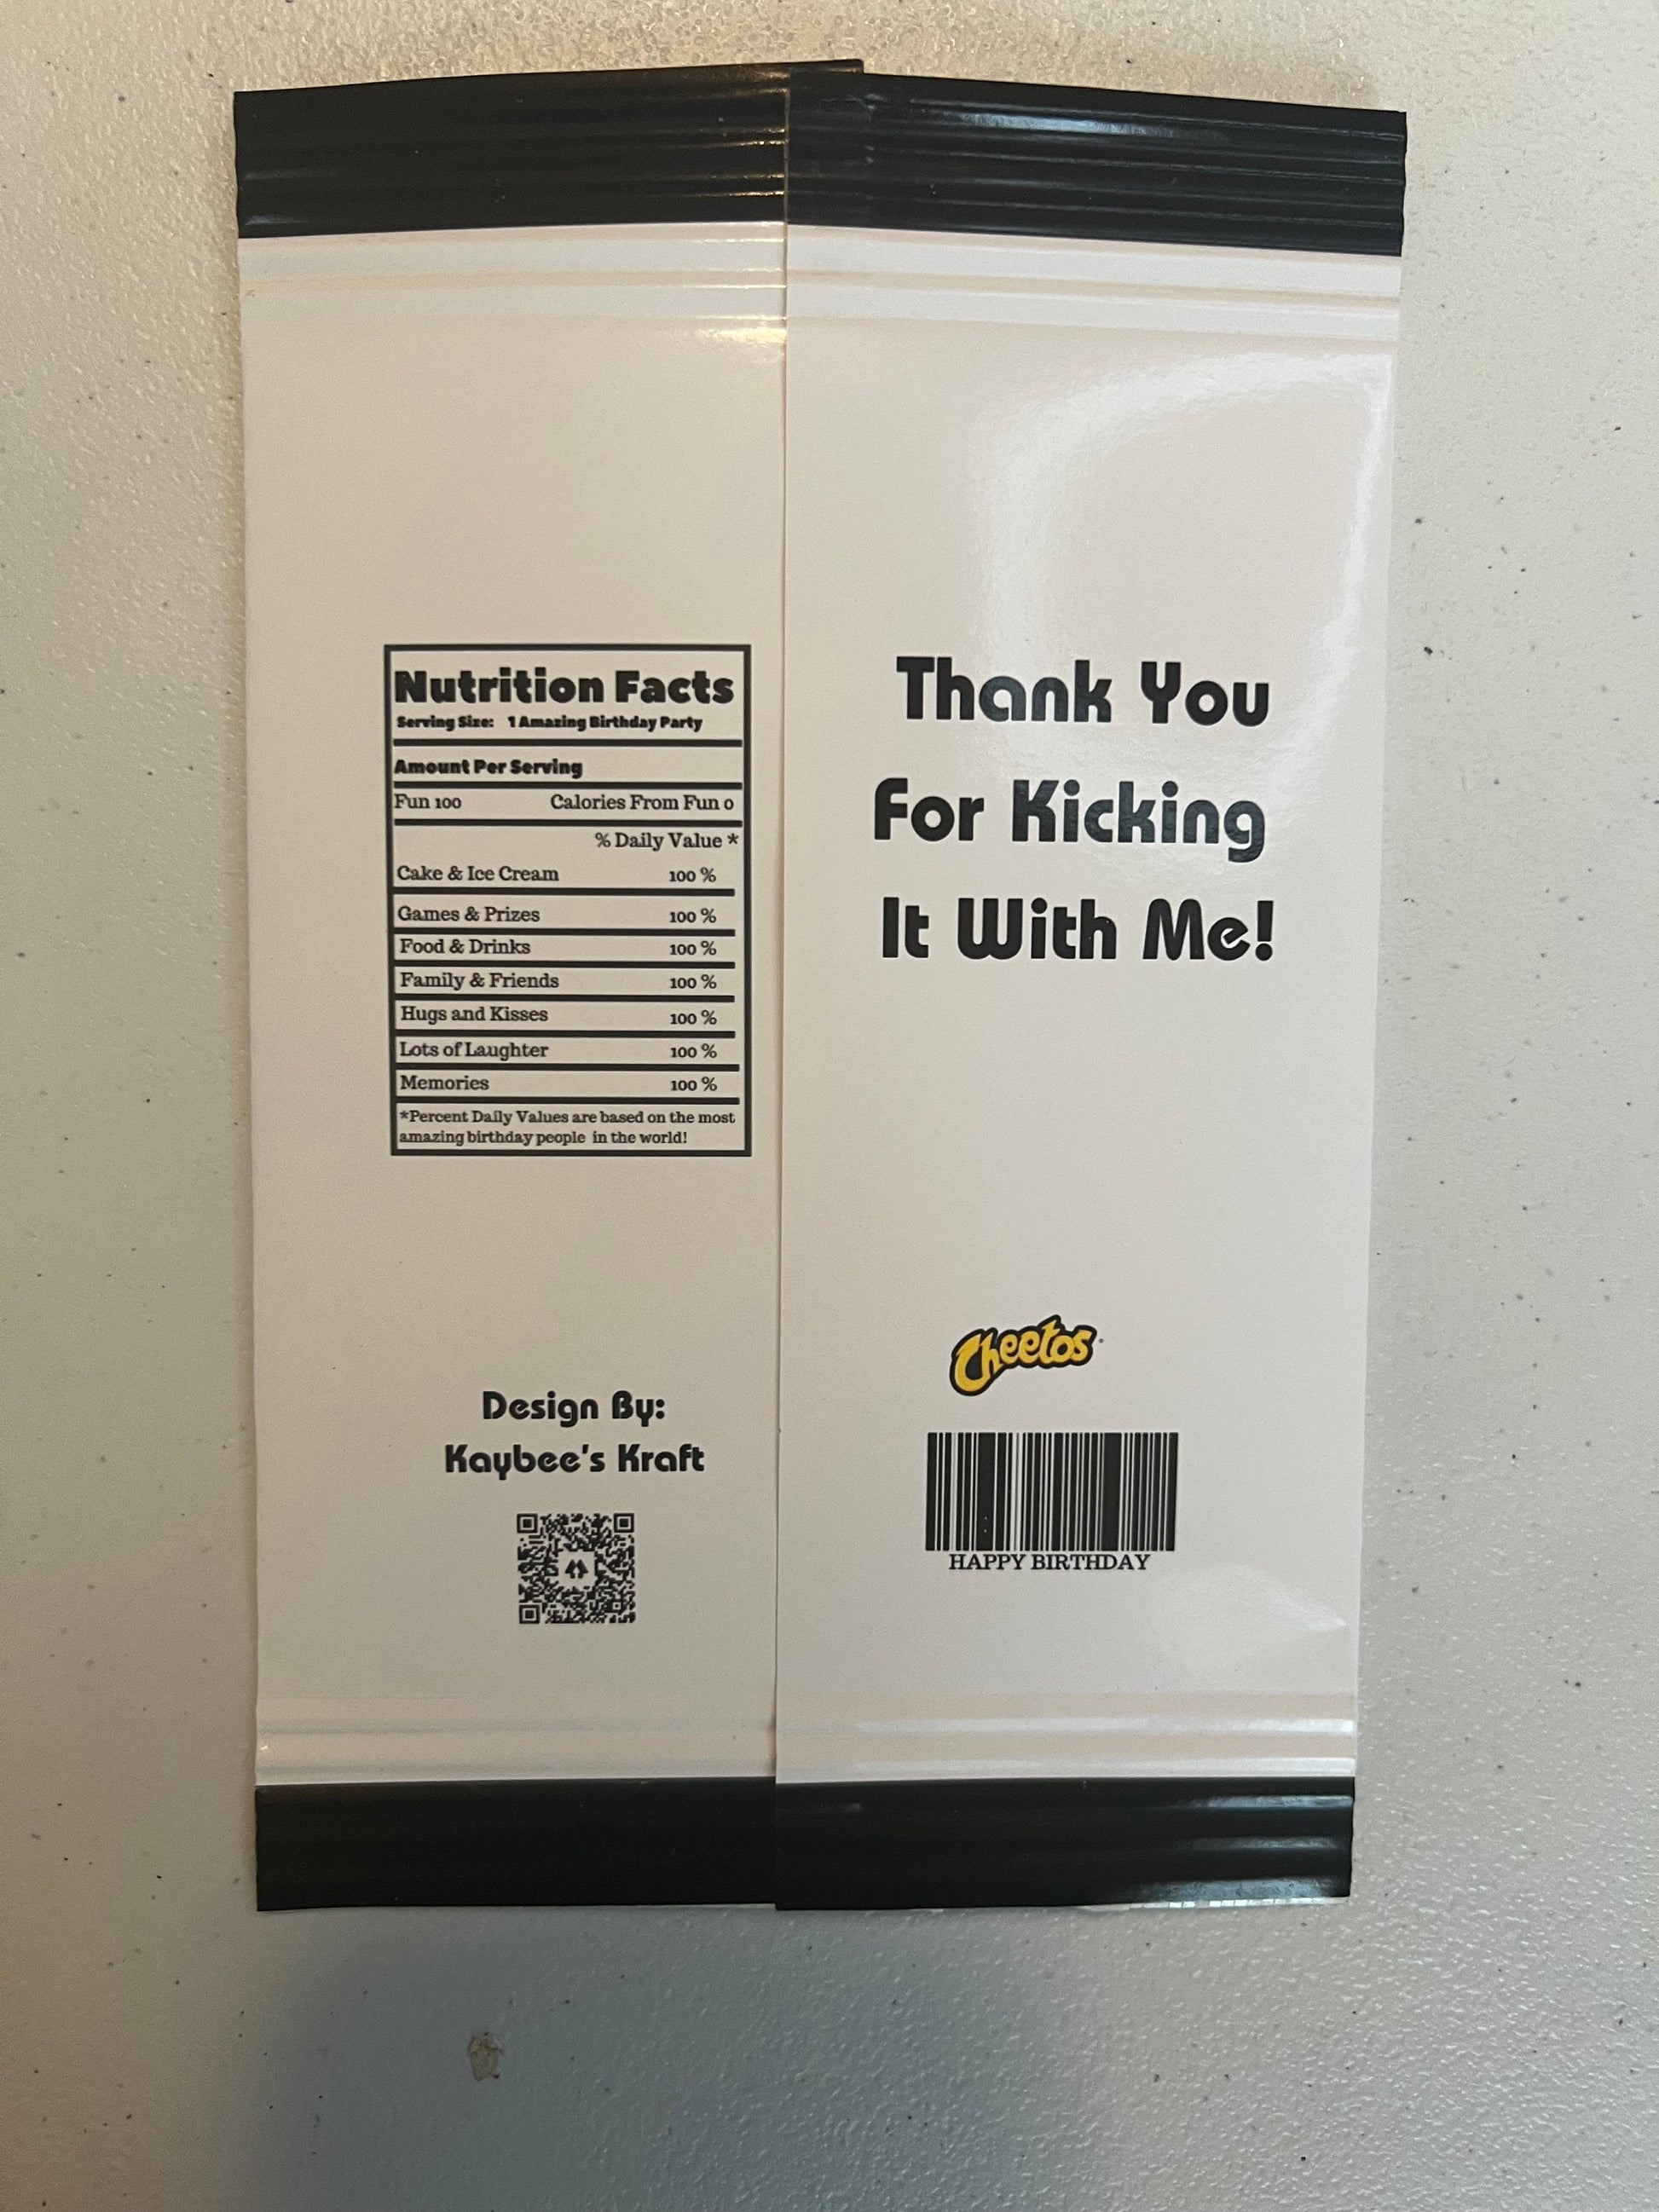 Nutrition Facts
Serving Size: 1 Amazing Birthday Party
Amount Per Serving
Fun 100 Calories From Fun 0
% Daily Value *
Cake & Ice Cream 100 %
Games & Prizes 100 %
Food & Drinks 100 %
Family & Friends 100 %
Hugs and Kisses 100 %
Lots of Laughter 100 %
Memories 100 %
*Percent Daily Values are based on the most
amazing birthday people in the world!
Design By:
Kaybee's Kraft
Thank You
For Kicking
It With Me!
Cheetos
HAPPY BIRTHDAY